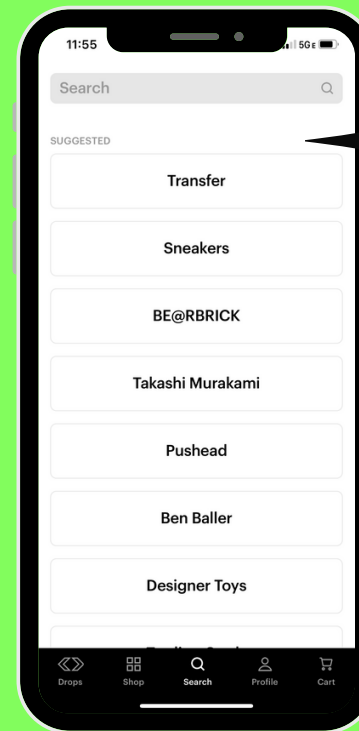 11:55
5G E
Search
SUGGESTED
Transfer
Sneakers
BE@RBRICK
Takashi Murakami
Pushead
Ben Baller
Designer Toys
Drops
Shop
Search
Profile
Cart